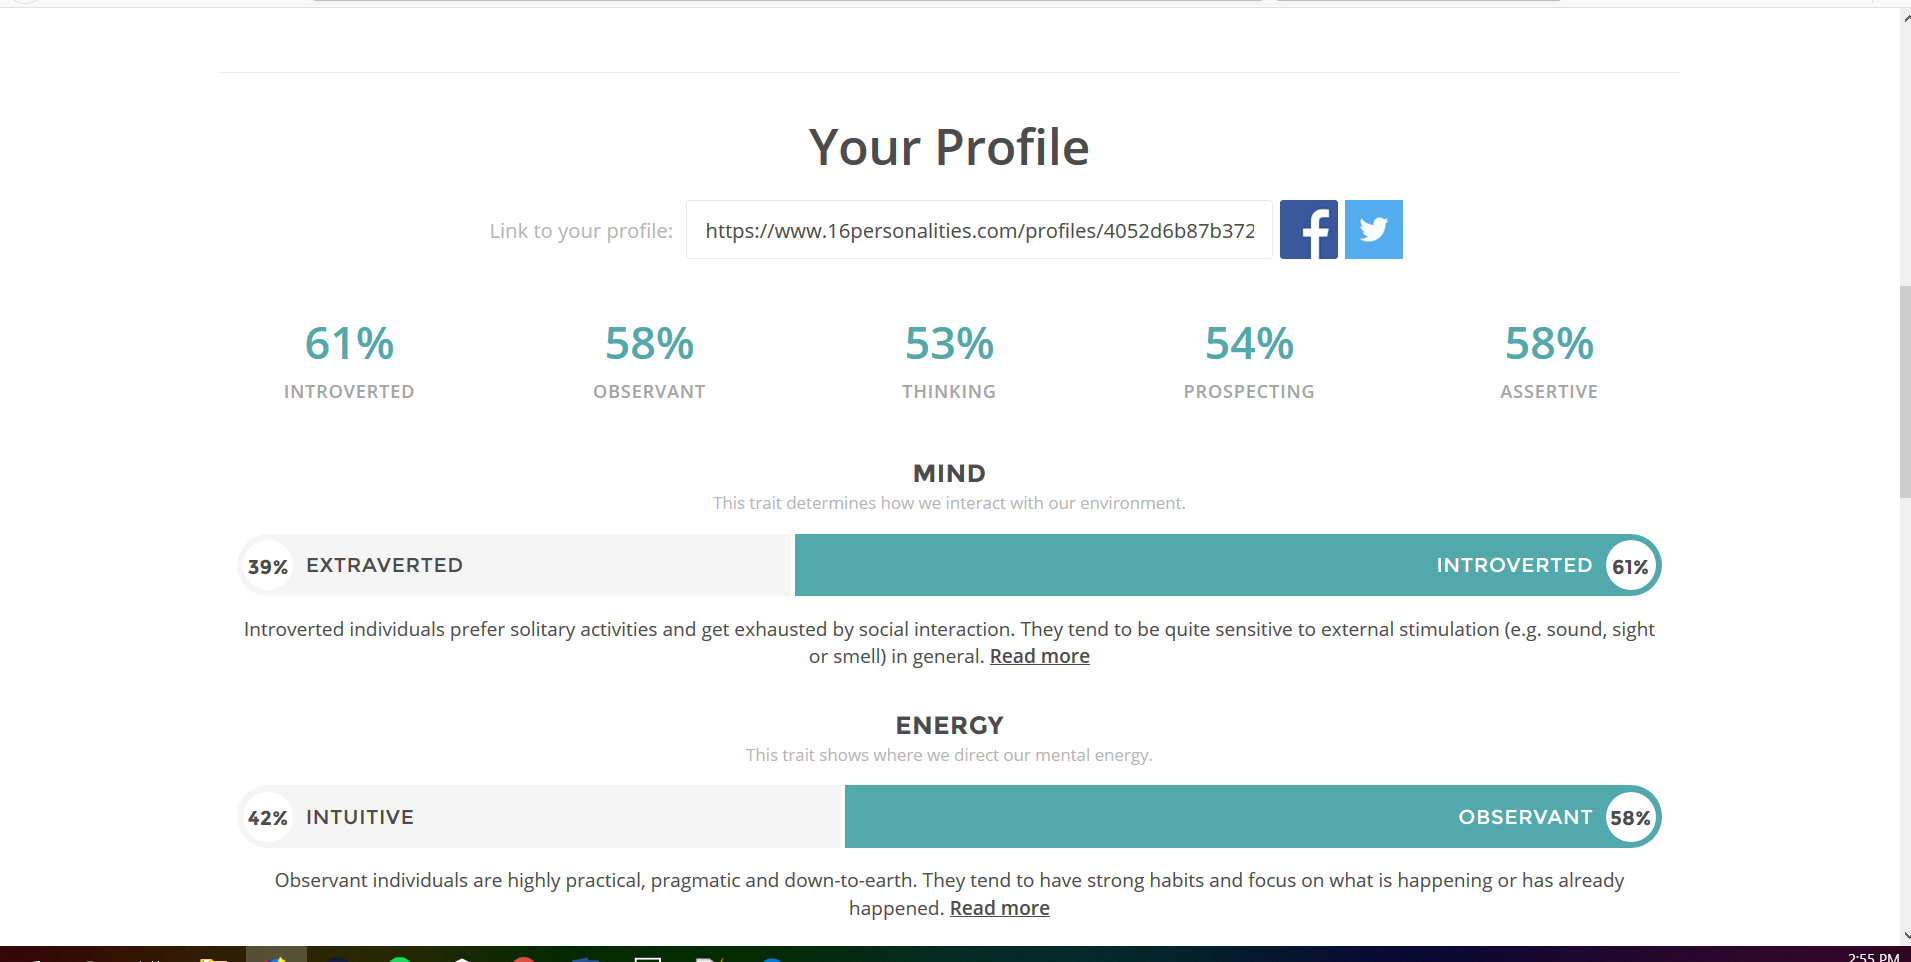 Your Profile
Link to your profile: https://www.16personalities.com/profiles/4052d6b87b372
61% 58% 53% 54% 58%
INTROVERTED OBSERVANT THINKING PROSPECTING ASSERTIVE
MIND
This trait determines how we interact with our environment.
39% EXTRAVERTED INTROVERTED 61%
Introverted individuals prefer solitary activities and get exhausted by social interaction. They tend to be quite sensitive to external stimulation (e.g. sound, sight
or smell) in general. Read more
ENERGY
This trait shows where we direct our mental energy.
42% INTUITIVE OBSERVANT 58%
Observant individuals are highly practical, pragmatic and down-to-earth. They tend to have strong habits and focus on what is happening or has already
happened. Read more
2:55 PM